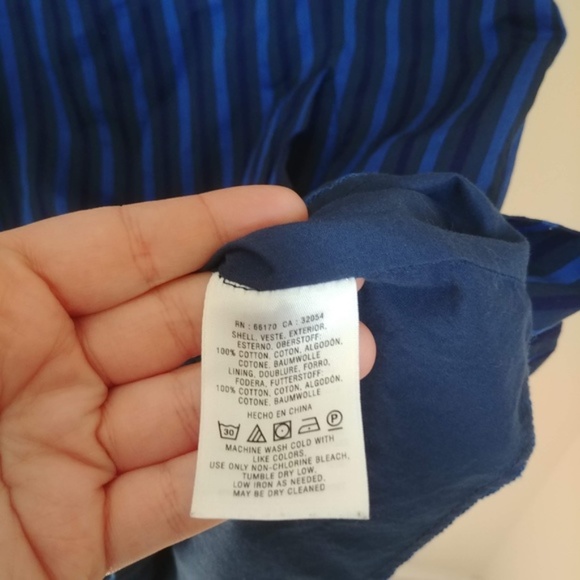 RN : 66170 CA : 32054
SHELL, VESTE, EXTERIOR,
ESTERNO, OBERSTOFF:
100% COTTON, COTON, ALGODÓN,
COTONE, BAUMWOLLE
LINING, DOUBLURE, FORRO,
FODERA, FUTTERSTOFF:
100% COTTON, COTON, ALGODÓN,
COTONE, BAUMWOLLE
HECHO EN CHINA
30 P
MACHINE WASH COLD WITH
LIKE COLORS.
USE ONLY NON-CHLORINE BLEACH,
TUMBLE DRY LOW,
LOW IRON AS NEEDED,
MAY BE DRY CLEANED